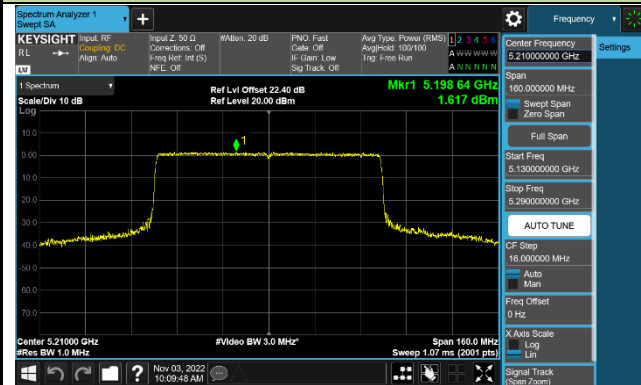 Spectrum Analyzer 1
Swept SA
+
Frequency
KEYSIGHT
RL
LXI
Input: RF
Coupling: DC
Align: Auto
Input Z: 50 Ω
Corrections: Off
Freq Ref: Int (S)
NFE: Off
#Atten: 20 dB
PNO: Fast
Gate: Off
IF Gain: Low
Sig Track: Off
Avg Type: Power (RMS)
Avg|Hold: 100/100
Trig: Free Run
1 2 3 4 5 6
A W W W W W
A N N N N N
1 Spectrum
Scale/Div 10 dB
Log
Ref Lvl Offset 22.40 dB
Ref Level 20.00 dBm
Mkr1 5.198 64 GHz
1.617 dBm
1
10.0
0.00
10.0
20.0
30.0
40.0
-50.0
60.0
70.0
Center 5.21000 GHz
#Res BW 1.0 MHz
#Video BW 3.0 MHz*
Span 160.0 MHz
Sweep 1.07 ms (2001 pts)
Nov 03, 2022
10:09:48 AM
?
Center Frequency
5.210000000 GHz
Settings
Span
160.000000 MHz
Swept Span
Zero Span
Full Span
Start Freq
5.130000000 GHz
Stop Freq
5.290000000 GHz
AUTO TUNE
CF Step
16.000000 MHz
Auto
Man
Freq Offset
0 Hz
X Axis Scale
Log
Lin
Signal Track
(Span Zoom)